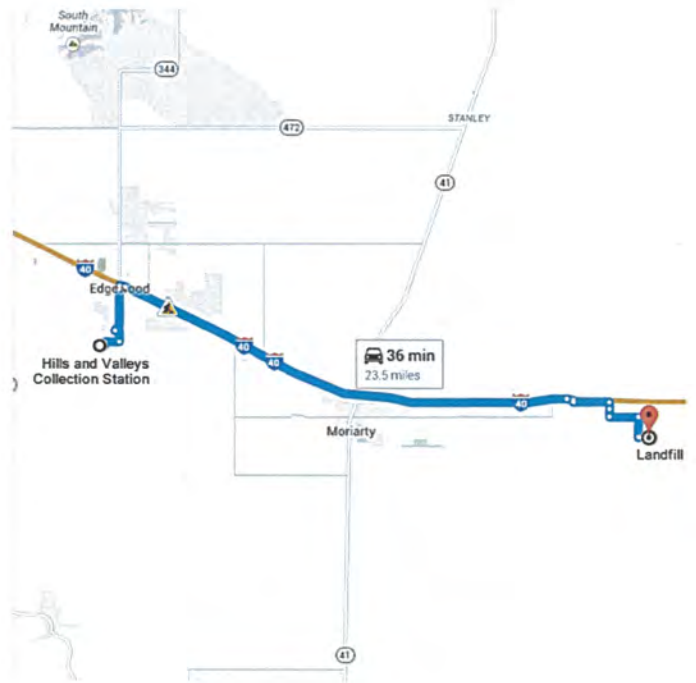 South
Mountain
344
472
STANLEY
41
40
Edgewood
40
40
36 min
23.5 miles
Hills and Valleys
Collection Station
40
Moriarty
Landfill
41